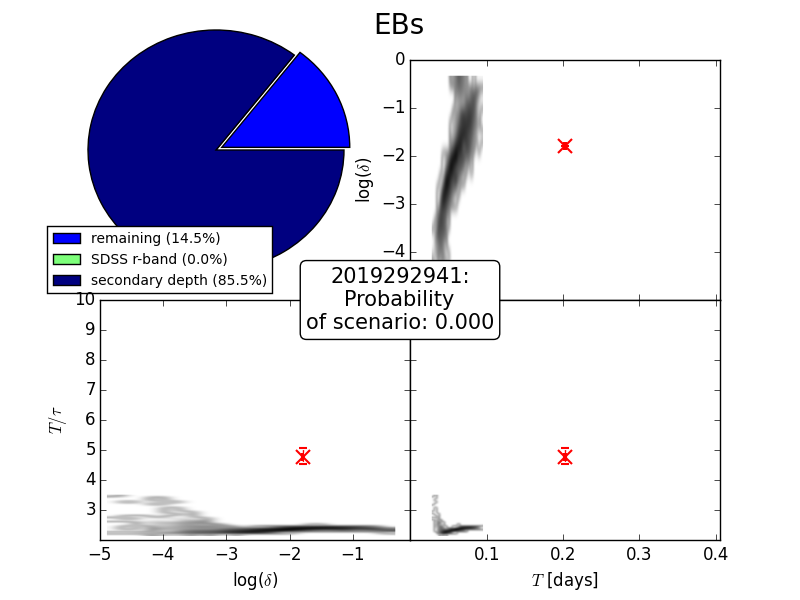 EBs
remaining (14.5%)
SDSS r-band (0.0%)
secondary depth (85.5%)
0
−1
−2
−3
−4
log(δ)
2019292941:
Probability
of scenario: 0.000
10
9
8
7
6
5
4
3
T/τ
−5
−4
−3
−2
−1
log(δ)
0.1
0.2
0.3
0.4
T [days]